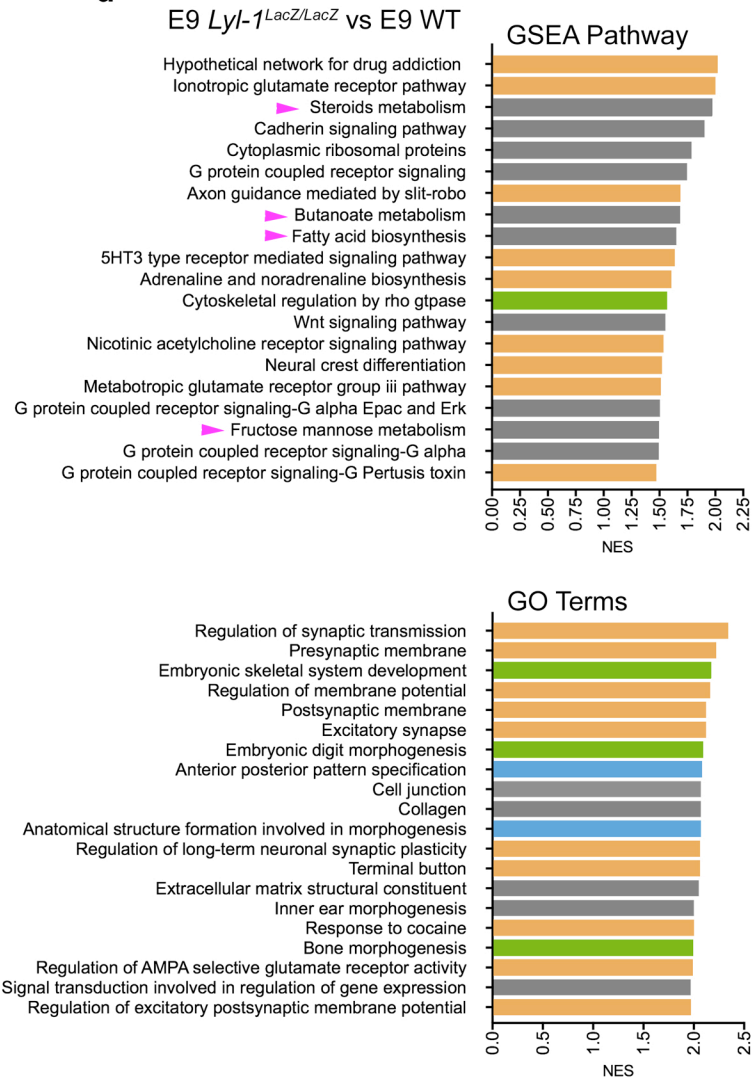 E9 Lyl-1LacZ/LacZ vs E9 WT
GSEA Pathway
Hypothetical network for drug addiction
Ionotropic glutamate receptor pathway
Steroids metabolism
Cadherin signaling pathway
Cytoplasmic ribosomal proteins
G protein coupled receptor signaling
Axon guidance mediated by slit-robo
Butanoate metabolism
Fatty acid biosynthesis
5HT3 type receptor mediated signaling pathway
Adrenaline and noradrenaline biosynthesis
Cytoskeletal regulation by rho gtpase
Wnt signaling pathway
Nicotinic acetylcholine receptor signaling pathway
Neural crest differentiation
Metabotropic glutamate receptor group iii pathway
G protein coupled receptor signaling-G alpha Epac and Erk
Fructose mannose metabolism
G protein coupled receptor signaling-G alpha
G protein coupled receptor signaling-G Pertusis toxin
0.00 0.25 0.50 0.75 1.00 1.25 1.50 1.75 2.00 2.25
NES
GO Terms
Regulation of synaptic transmission
Presynaptic membrane
Embryonic skeletal system development
Regulation of membrane potential
Postsynaptic membrane
Excitatory synapse
Embryonic digit morphogenesis
Anterior posterior pattern specification
Cell junction
Collagen
Anatomical structure formation involved in morphogenesis
Regulation of long-term neuronal synaptic plasticity
Terminal button
Extracellular matrix structural constituent
Inner ear morphogenesis
Response to cocaine
Bone morphogenesis
Regulation of AMPA selective glutamate receptor activity
Signal transduction involved in regulation of gene expression
Regulation of excitatory postsynaptic membrane potential
0.0 0.5 1.0 1.5 2.0 2.5
NES